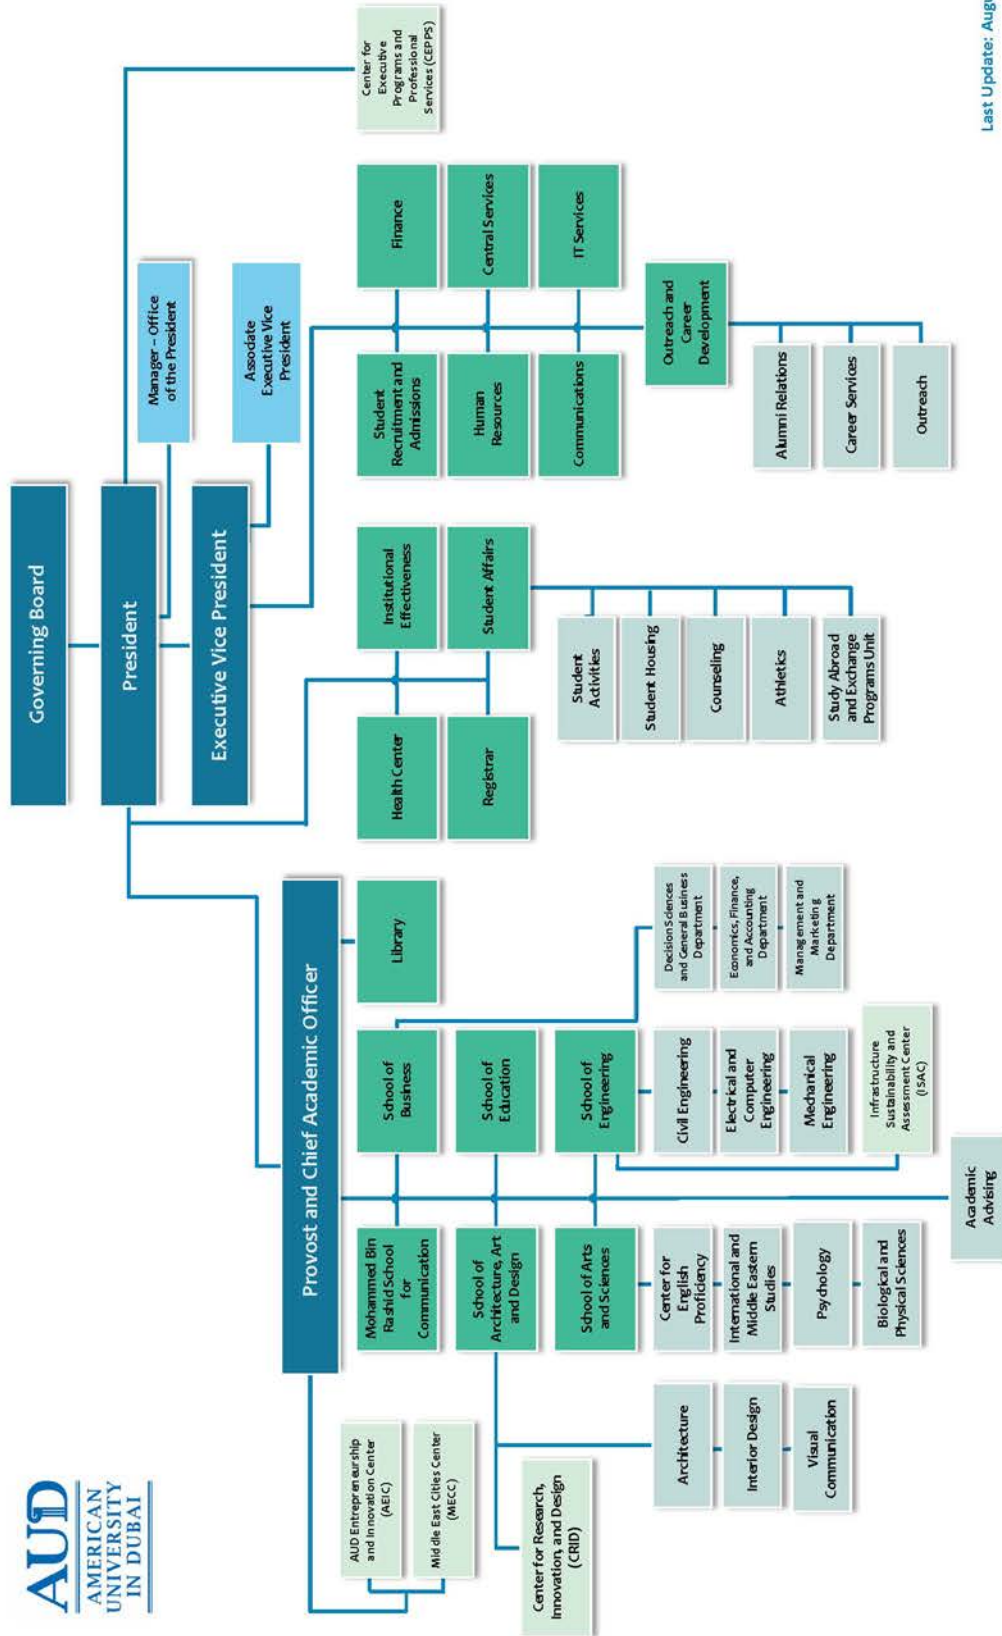 AUD
AMERICAN
UNIVERSITY
IN DUBAI
Governing Board
President
Manager – Office
of the President
Executive Vice President
Associate
Executive Vice
President
Provost and Chief Academic Officer
AUD Entrepreneurship
and Innovation Center
(AEIC)
Middle East Cities Center
(MECC)
Mohammed Bin
Rashid School
for
Communication
School of
Business
Library
Health Center
Institutional
Effectiveness
Student
Recruitment and
Admissions
Finance
Center for
Executive
Programs and
Professional
Services (CEPPS)
School of
Architecture, Art
and Design
School of
Education
Registrar
Student Affairs
Human
Resources
Central Services
Center for Research,
Innovation, and Design
(CRID)
School of Arts
and Sciences
School of
Engineering
Student
Activities
Communications
IT Services
Student Housing
Outreach and
Career
Development
Architecture
Center for
English
Proficiency
Civil Engineering
Decision Sciences
and General Business
Department
Counseling
Interior Design
International and
Middle Eastern
Studies
Electrical and
Computer
Engineering
Economics, Finance,
and Accounting
Department
Athletics
Alumni Relations
Visual
Communication
Psychology
Mechanical
Engineering
Management and
Marketing
Department
Study Abroad
and Exchange
Programs Unit
Career Services
Biological and
Physical Sciences
Infrastructure
Sustainability and
Assessment Center
(ISAC)
Outreach
Academic
Advising
Last Update: